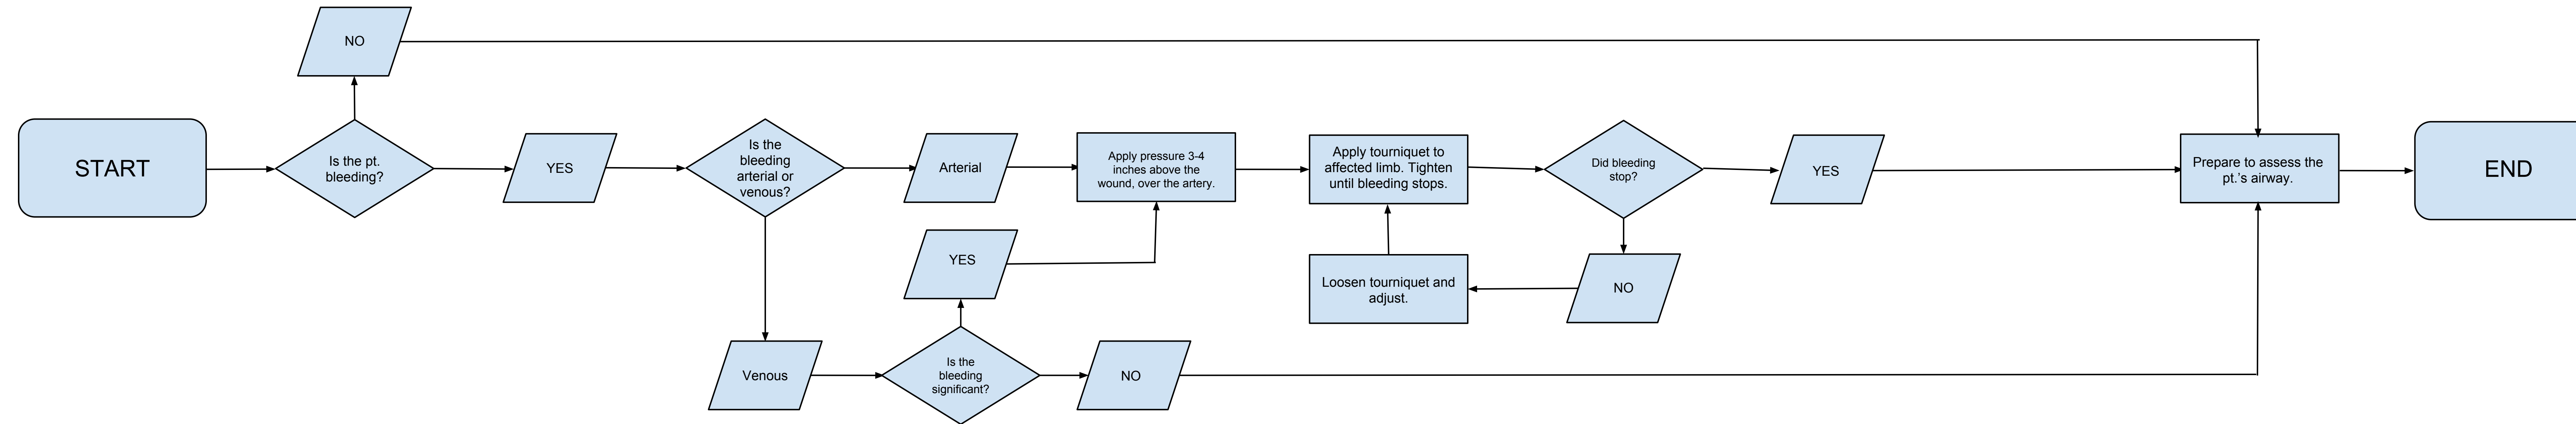 NO
START
Is the pt.
bleeding?
YES
Is the
bleeding
arterial or
venous?
Arterial
Apply pressure 3-4
inches above the
wound, over the artery.
Apply tourniquet to
affected limb. Tighten
until bleeding stops.
Did bleeding
stop?
YES
Prepare to assess the
pt.'s airway.
END
YES
Loosen tourniquet and
adjust.
NO
Venous
Is the
bleeding
significant?
NO